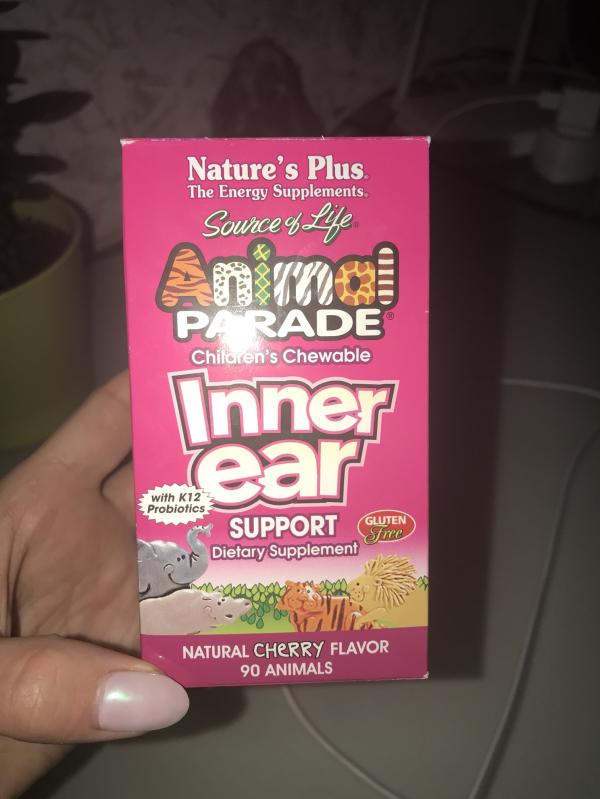 Nature's Plus®
The Energy Supplements®
Source of Life®
Animal
PARADE®
Children's Chewable
Inner
ear
with K12
Probiotics
SUPPORT
GLUTEN
Free
Dietary Supplement
NATURAL CHERRY FLAVOR
90 ANIMALS